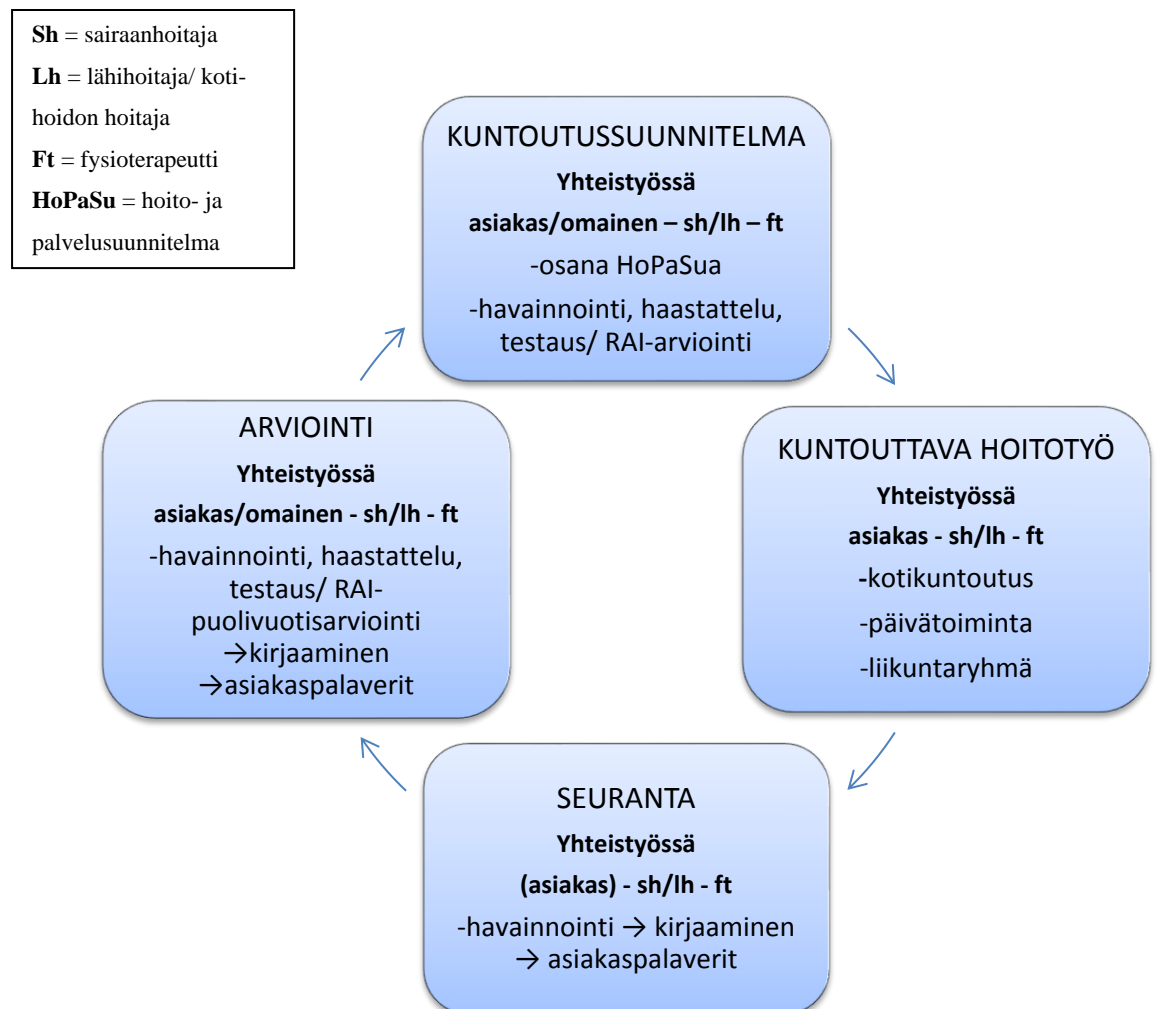 Sh = sairaanhoitaja
Lh = lähihoitaja/ koti-
hoidon hoitaja
Ft = fysioterapeutti
HoPaSu = hoito- ja
palvelusuunnitelma
KUNTOUTUSSUUNNITELMA
Yhteistyössä
asiakas/omainen – sh/lh – ft
-osana HoPaSua
-havainnointi, haastattelu,
testaus/ RAI-arviointi
KUNTOUTTAVA HOITOTYÖ
Yhteistyössä
asiakas - sh/lh - ft
-kotikuntoutus
-päivätoiminta
-liikuntaryhmä
SEURANTA
Yhteistyössä
(asiakas) - sh/lh - ft
-havainnointi → kirjaaminen
→ asiakaspalaverit
ARVIOINTI
Yhteistyössä
asiakas/omainen - sh/lh - ft
-havainnointi, haastattelu,
testaus/ RAI-
puolivuotisarviointi
→kirjaaminen
→asiakaspalaverit